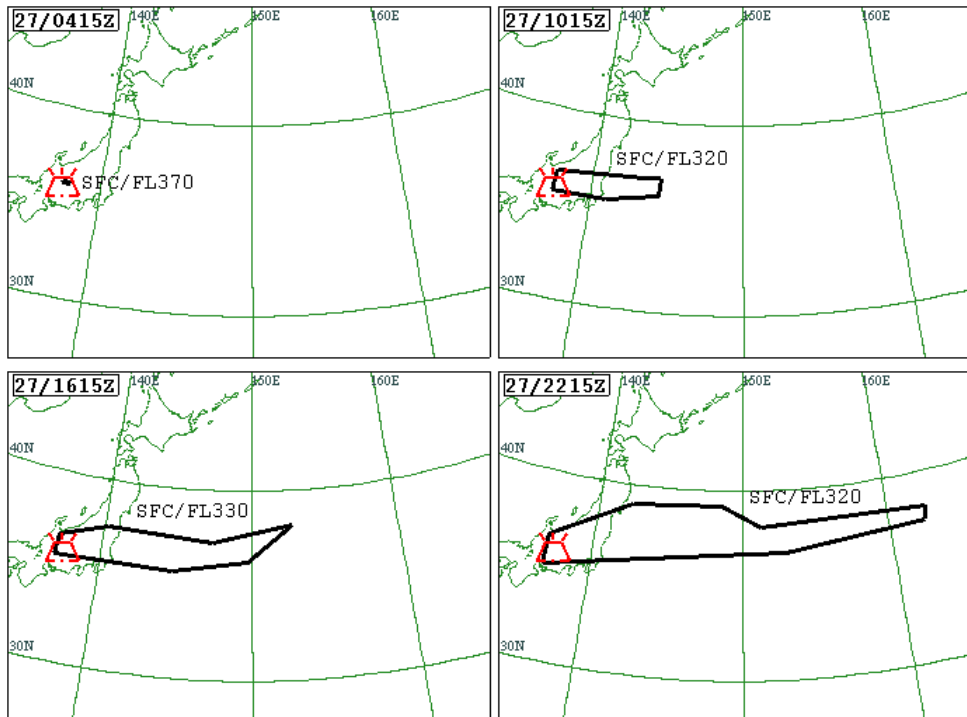 27/0415Z
140E
150E
160E
40N
SFC/FL370
30N
27/1015Z
140E
150E
160E
40N
SFC/FL320
30N
27/1615Z
140E
150E
160E
40N
SFC/FL330
30N
27/2215Z
140E
150E
160E
40N
SFC/FL320
30N